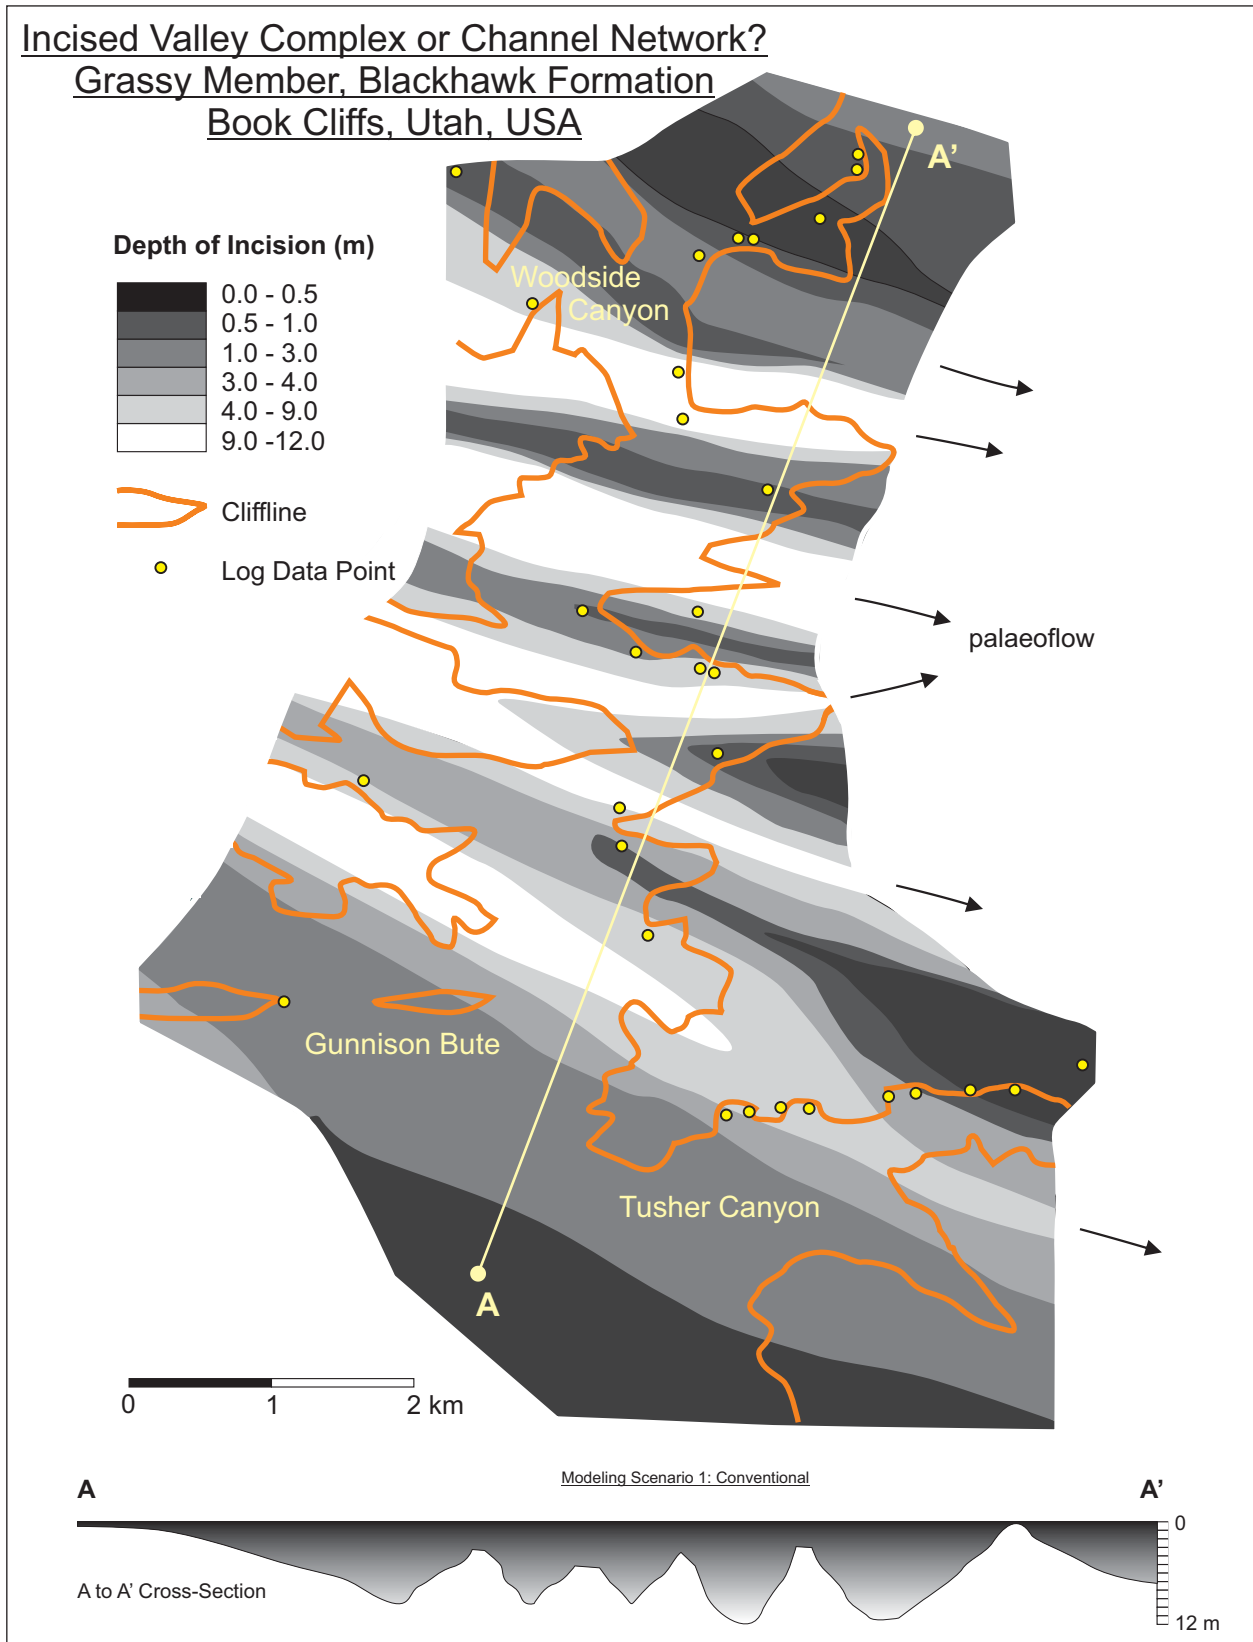 Incised Valley Complex or Channel Network?
Grassy Member, Blackhawk Formation
Book Cliffs, Utah, USA
A'
Depth of Incision (m)
0.0 - 0.5
0.5 - 1.0
1.0 - 3.0
3.0 - 4.0
4.0 - 9.0
9.0 -12.0
Woodside
Canyon
Cliffline
Log Data Point
palaeoflow
Gunnison Bute
Tusher Canyon
A
0 1 2 km
Modeling Scenario 1: Conventional
A A'
0
A to A' Cross-Section
12 m